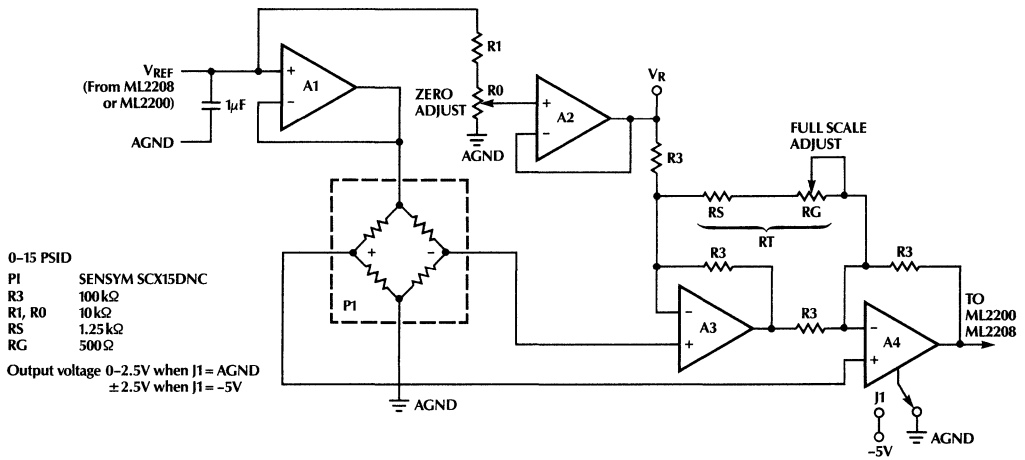 VREF
(From ML2208
or ML2200)
1µF
AGND
+
−
A1
R1
ZERO
ADJUST
R0
AGND
+
−
A2
VR
R3
FULL SCALE
ADJUST
RS
RG
RT
R3
R3
+
−
P1
−
+
A3
R3
−
+
A4
TO
ML2200
ML2208
J1
−5V
AGND
AGND
0–15 PSID
PI SENSYM SCX15DNC
R3 100kΩ
R1, R0 10kΩ
RS 1.25kΩ
RG 500Ω
Output voltage 0–2.5V when J1 = AGND
±2.5V when J1 = −5V